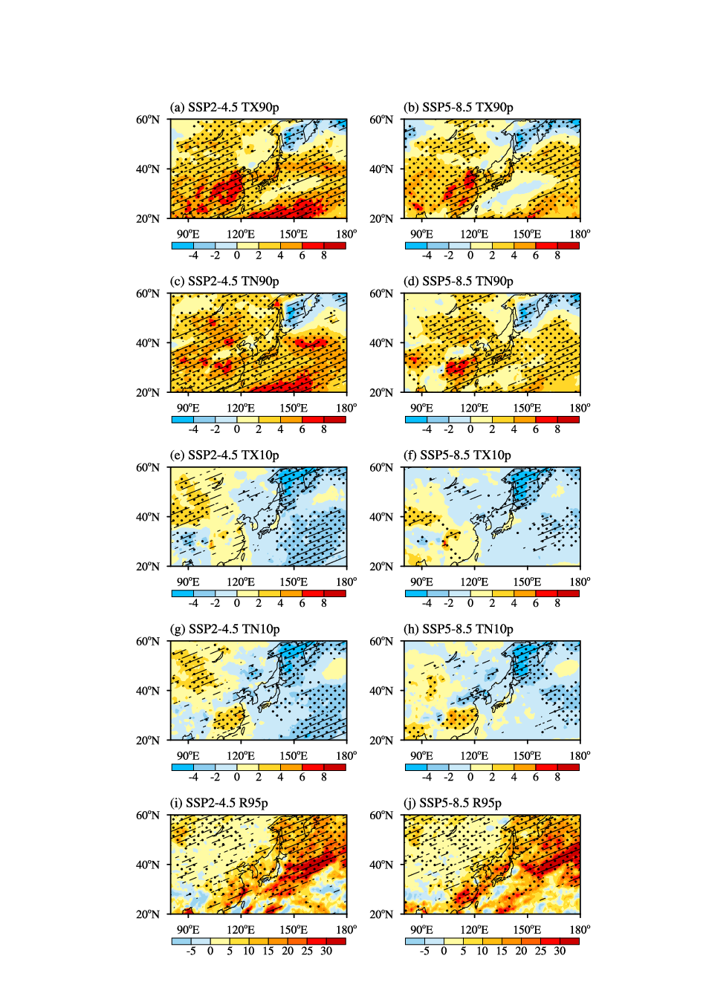 (a) SSP2-4.5 TX90p (b) SSP5-8.5 TX90p
60°N 60°N
40°N 40°N
20°N 20°N
90°E 120°E 150°E 180° 90°E 120°E 150°E 180°
-4 -2 0 2 4 6 8 -4 -2 0 2 4 6 8
(c) SSP2-4.5 TN90p (d) SSP5-8.5 TN90p
60°N 60°N
40°N 40°N
20°N 20°N
90°E 120°E 150°E 180° 90°E 120°E 150°E 180°
-4 -2 0 2 4 6 8 -4 -2 0 2 4 6 8
(e) SSP2-4.5 TX10p (f) SSP5-8.5 TX10p
60°N 60°N
40°N 40°N
20°N 20°N
90°E 120°E 150°E 180° 90°E 120°E 150°E 180°
-4 -2 0 2 4 6 8 -4 -2 0 2 4 6 8
(g) SSP2-4.5 TN10p (h) SSP5-8.5 TN10p
60°N 60°N
40°N 40°N
20°N 20°N
90°E 120°E 150°E 180° 90°E 120°E 150°E 180°
-4 -2 0 2 4 6 8 -4 -2 0 2 4 6 8
(i) SSP2-4.5 R95p (j) SSP5-8.5 R95p
60°N 60°N
40°N 40°N
20°N 20°N
90°E 120°E 150°E 180° 90°E 120°E 150°E 180°
-5 0 5 10 15 20 25 30 -5 0 5 10 15 20 25 30